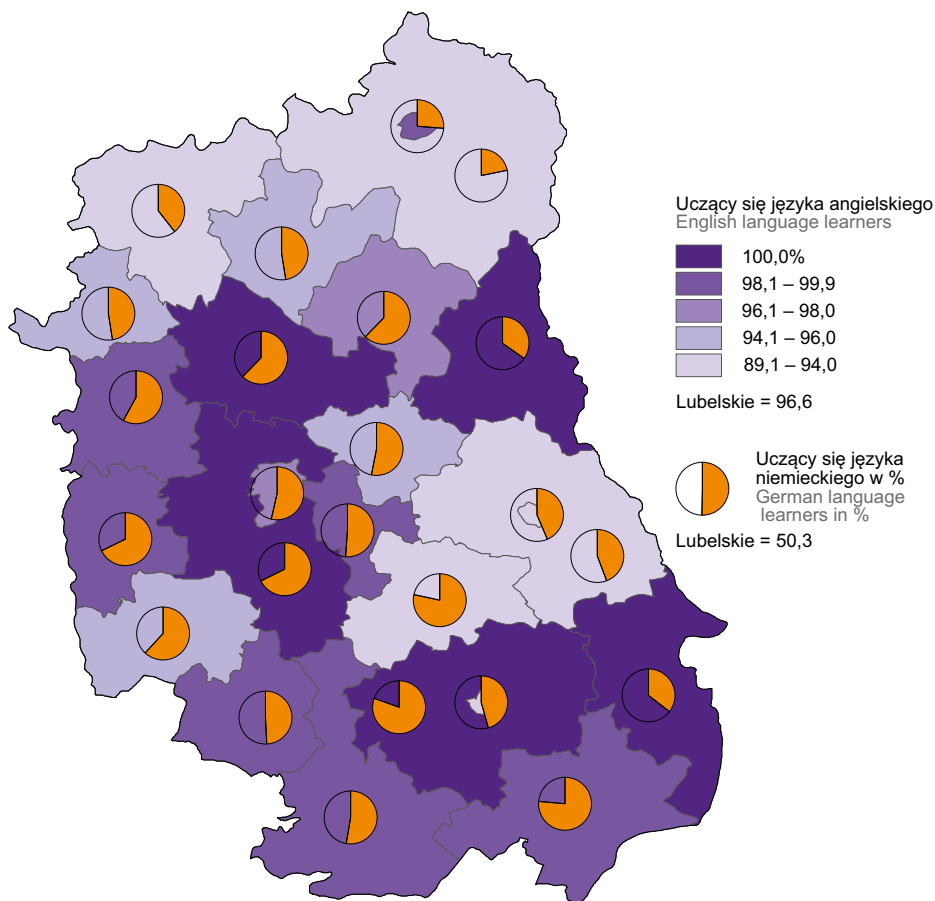 Uczący się języka angielskiego
English language learners
100,0%
98,1 – 99,9
96,1 – 98,0
94,1 – 96,0
89,1 – 94,0
Lubelskie = 96,6
Uczący się języka
niemieckiego w %
German language
learners in %
Lubelskie = 50,3